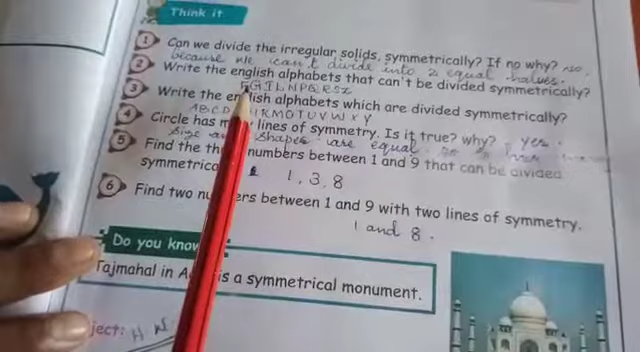 Think it
1 Can we divide the irregular solids, symmetrically? If no why? no
because we can't divide into 2 equal halves.
2 Write the english alphabets that can't be divided symmetrically?
N P Q R S Z
3 Write the english alphabets which are divided symmetrically?
A B C D K M O T U V W X Y
4 Circle has lines of symmetry. Is it true? why? yes.
size shapes are equal.
5 Find the numbers between 1 and 9 that can be divided
1, 3, 8
6 Find two between 1 and 9 with two lines of symmetry.
1 and 8.
Do you know
Tajmahal in is a symmetrical monument.
H W